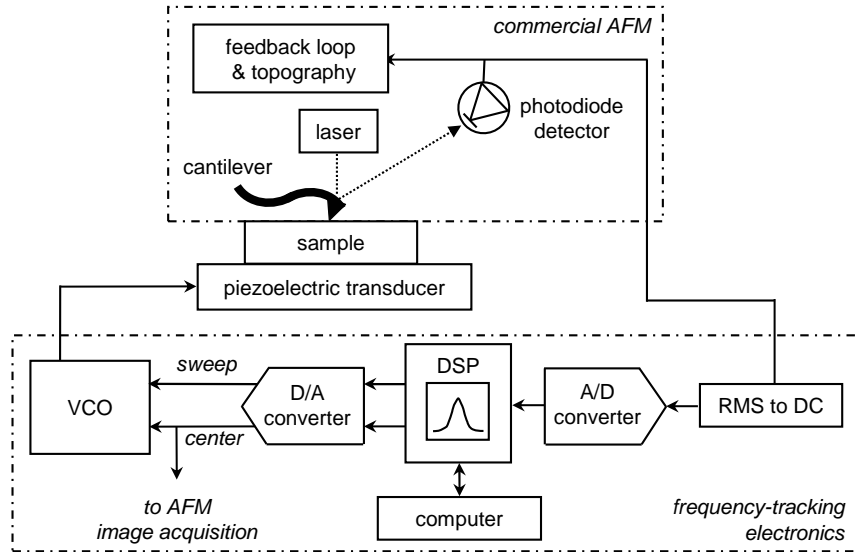 commercial AFM
feedback loop
& topography
photodiode
detector
laser
cantilever
sample
piezoelectric transducer
sweep
DSP
VCO
D/A
converter
A/D
converter
RMS to DC
center
to AFM
image acquisition
computer
frequency-tracking
electronics